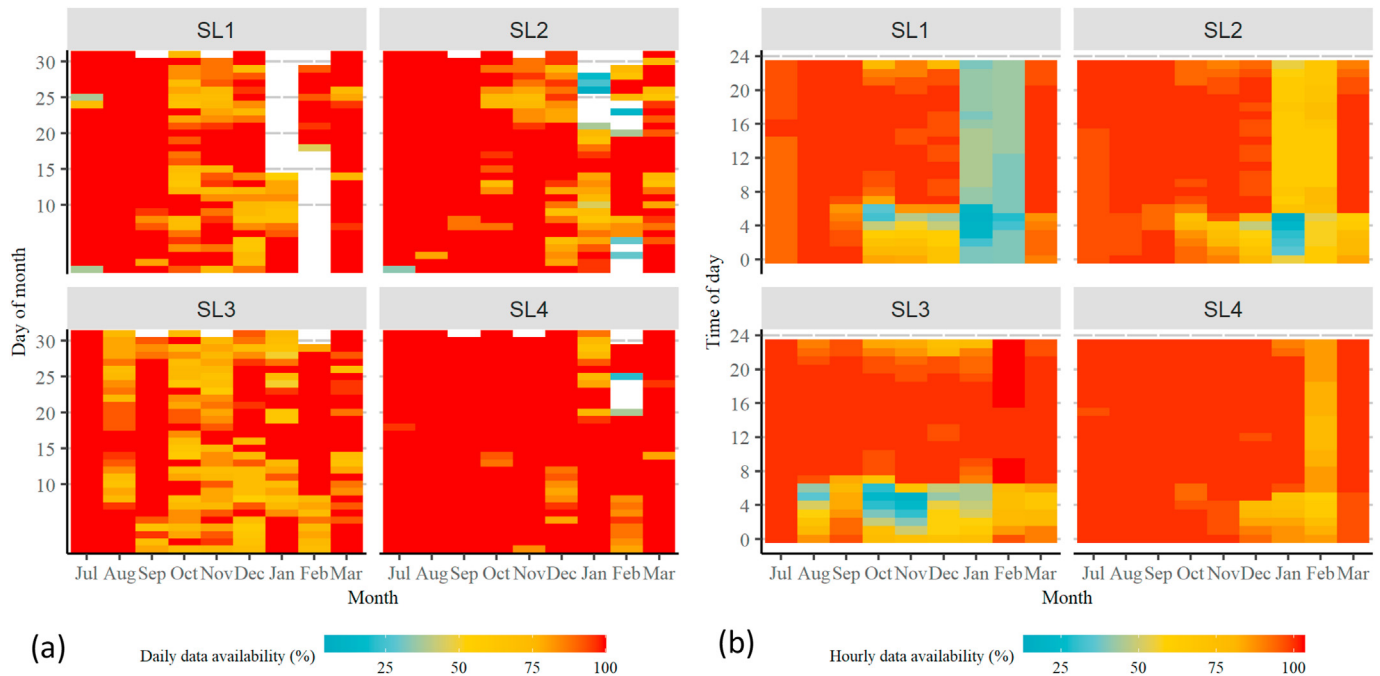 SL1
SL2
SL1
SL2
30
25
20
15
10
24
20
16
12
8
4
0
Day of month
Time of day
SL3
SL4
SL3
SL4
30
25
20
15
10
24
20
16
12
8
4
0
Jul Aug Sep Oct Nov Dec Jan Feb Mar
Jul Aug Sep Oct Nov Dec Jan Feb Mar
Jul Aug Sep Oct Nov Dec Jan Feb Mar
Jul Aug Sep Oct Nov Dec Jan Feb Mar
Month
Month
(a)
Daily data availability (%)
25 50 75 100
(b)
Hourly data availability (%)
25 50 75 100